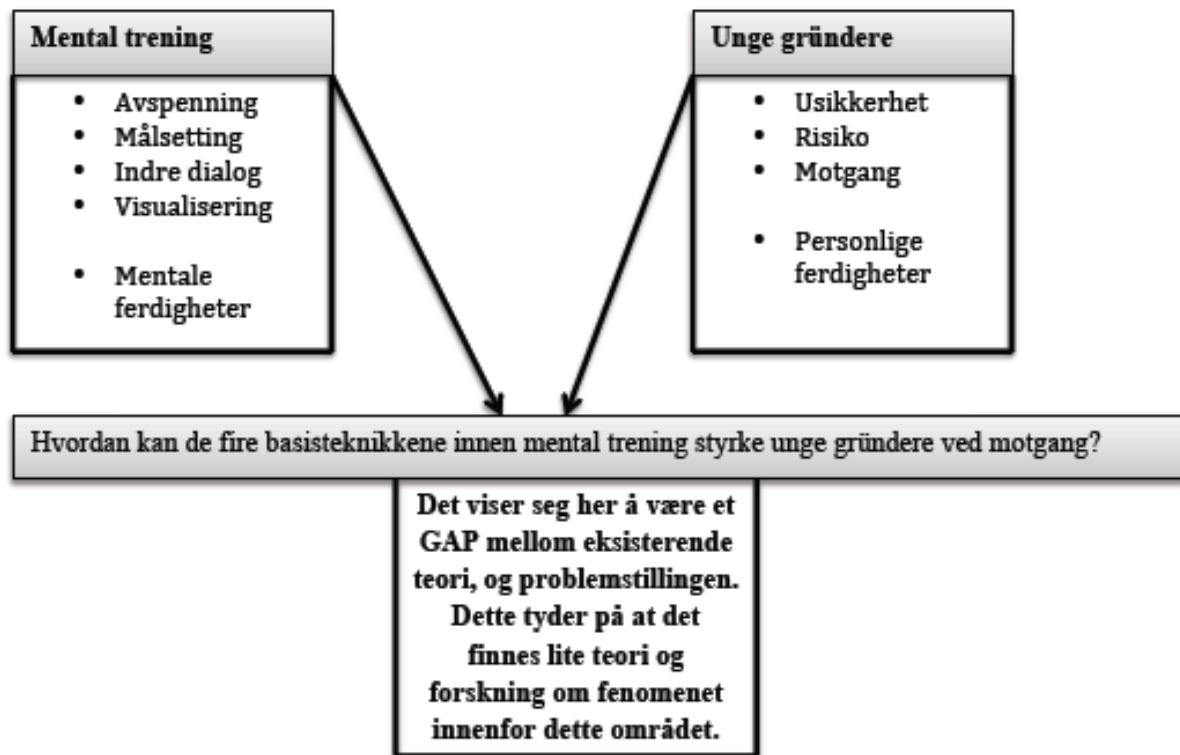 Mental trening
• Avspenning
• Målsetting
• Indre dialog
• Visualisering
• Mentale
ferdigheter
Unge gründere
• Usikkerhet
• Risiko
• Motgang
• Personlige
ferdigheter
Hvordan kan de fire basisteknikkene innen mental trening styrke unge gründere ved motgang?
Det viser seg her å være et
GAP mellom eksisterende
teori, og problemstillingen.
Dette tyder på at det
finnes lite teori og
forskning om fenomenet
innenfor dette området.